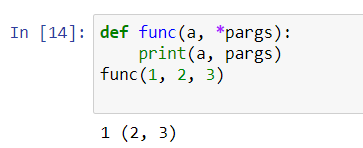 In [14]: def func(a, *pargs):
    print(a, pargs)
func(1, 2, 3)
1 (2, 3)